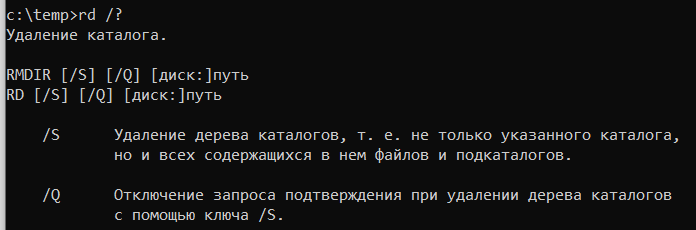 c:\temp>rd /?
Удаление каталога.
RMDIR [/S] [/Q] [диск:]путь
RD [/S] [/Q] [диск:]путь
/S Удаление дерева каталогов, т. е. не только указанного каталога,
но и всех содержащихся в нем файлов и подкаталогов.
/Q Отключение запроса подтверждения при удалении дерева каталогов
с помощью ключа /S.